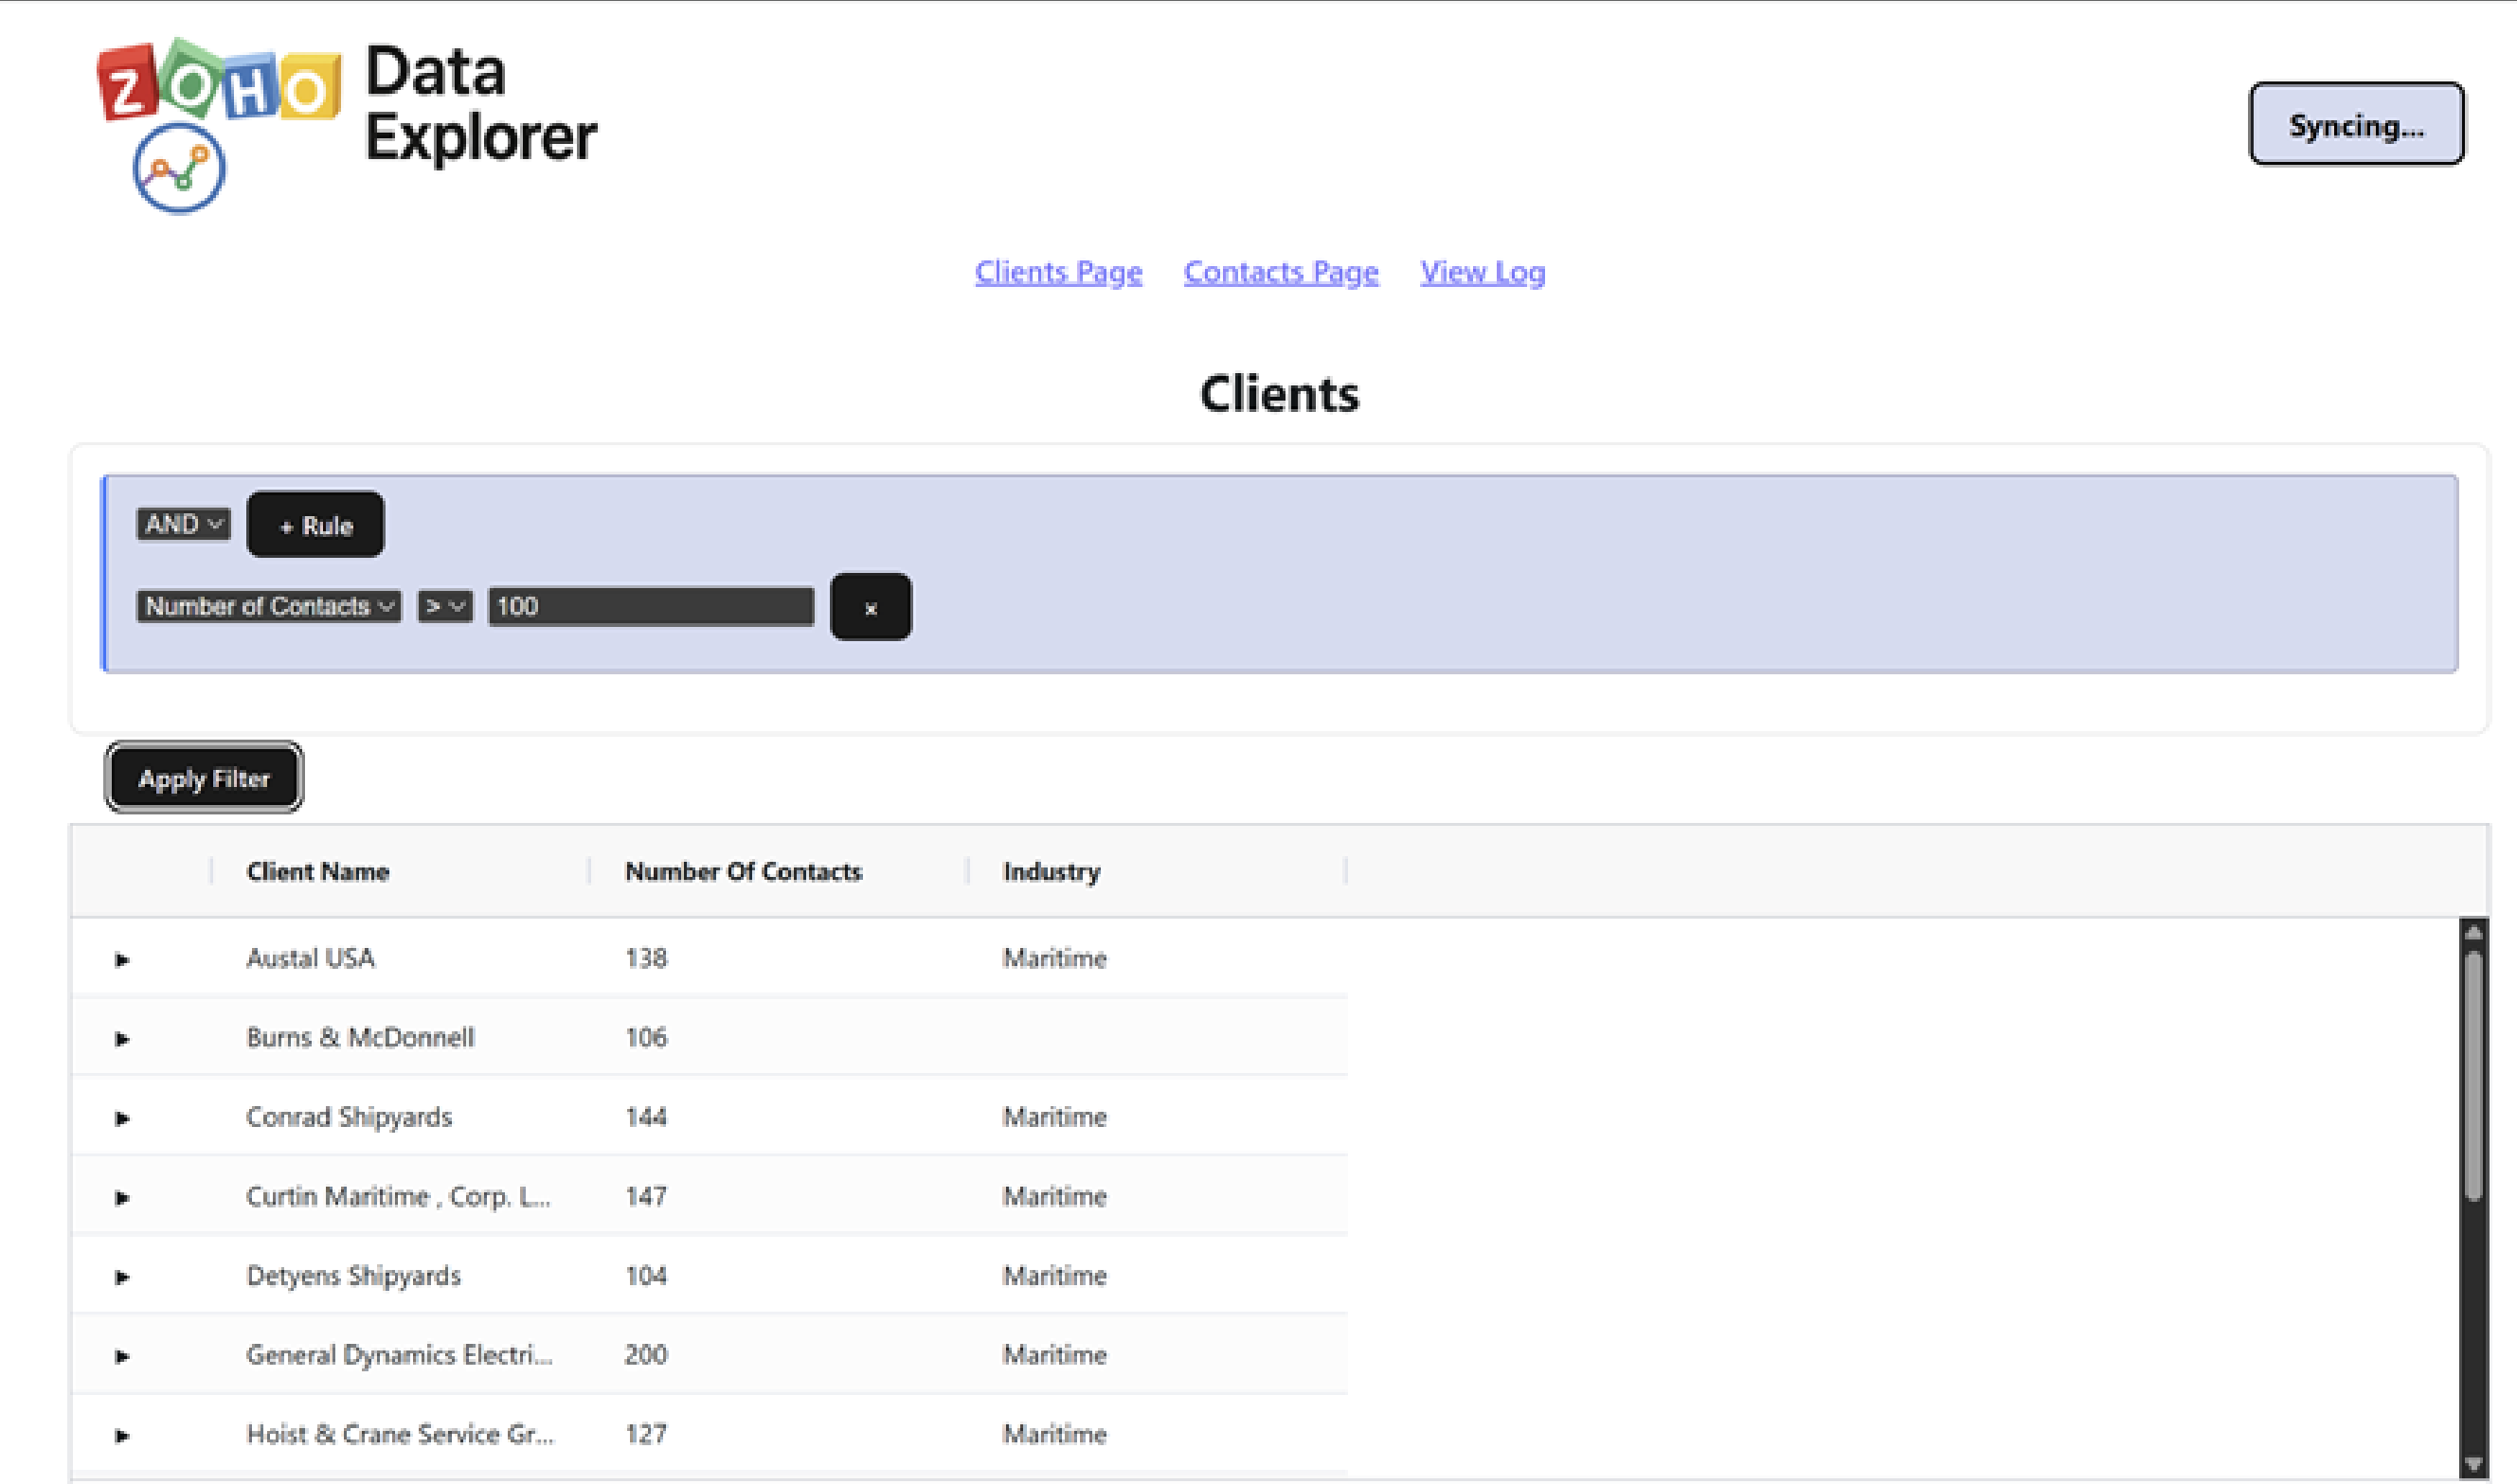 ZOHO Data Explorer
Syncing...
Clients Page Contacts Page View Log
Clients
AND + Rule
Number of Contacts > 100 ×
Apply Filter
Client Name Number Of Contacts Industry
Austal USA 138 Maritime
Burns & McDonnell 106
Conrad Shipyards 144 Maritime
Curtin Maritime , Corp. L... 147 Maritime
Detyens Shipyards 104 Maritime
General Dynamics Electri... 200 Maritime
Hoist & Crane Service Gr... 127 Maritime